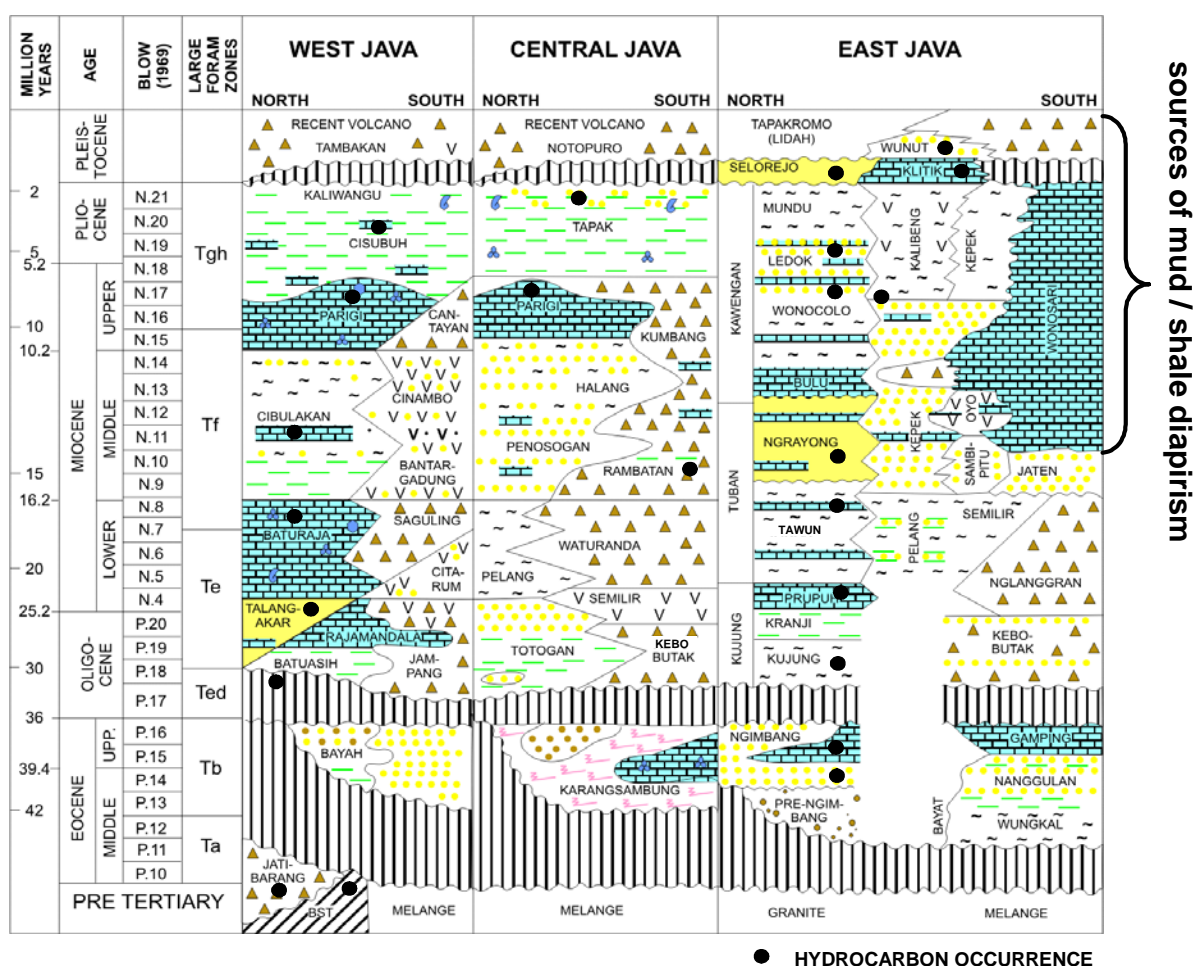 MILLION
YEARS
AGE
BLOW
(1969)
LARGE
FORAM
ZONES
WEST JAVA
NORTH
SOUTH
CENTRAL JAVA
NORTH
SOUTH
EAST JAVA
NORTH
SOUTH
2
5
5.2
10
10.2
15
16.2
20
25.2
30
36
39.4
42
PLEIS-
TOCENE
PLIO-
CENE
MIOCENE
UPPER
MIDDLE
LOWER
OLIGO-
CENE
EOCENE
UPP.
MIDDLE
PRE TERTIARY
N.21
N.20
N.19
N.18
N.17
N.16
N.15
N.14
N.13
N.12
N.11
N.10
N.9
N.8
N.7
N.6
N.5
N.4
P.20
P.19
P.18
P.17
P.16
P.15
P.14
P.13
P.12
P.11
P.10
Tgh
Tf
Te
Ted
Tb
Ta
RECENT VOLCANO
TAMBAKAN
KALIWANGU
CISUBUH
PARIGI
CAN-
TAYAN
CINAMBO
CIBULAKAN
BANTAR-
GADUNG
SAGULING
BATURAJA
CITA-
RUM
TALANG-
AKAR
RAJAMANDALA
BATUASIH
JAM-
PANG
BAYAH
JATI-
BARANG
BST
MELANGE
RECENT VOLCANO
NOTOPURO
TAPAK
PARIGI
KUMBANG
HALANG
PENOSOGAN
RAMBATAN
WATURANDA
PELANG
SEMILIR
TOTOGAN
KEBO
BUTAK
KARANGSAMBUNG
MELANGE
TAPAKROMO
(LIDAH)
WUNUT
SELOREJO
KLITIK
MUNDU
LEDOK
WONOCOLO
KAWENGAN
KALIBENG
KEPEK
WONOSARI
BULU
NGRAYONG
KEPEK
OYO
SAMBI-
PITU
JATEN
TUBAN
TAWUN
PELANG
SEMILIR
NGLANGGRAN
PRUPUH
KRANJI
KUJUNG
KUJUNG
KEBO-
BUTAK
NGIMBANG
GAMPING
NANGGULAN
PRE-NGIM-
BANG
BAYAT
WUNGKAL
GRANITE
MELANGE
sources of mud / shale diapirism
HYDROCARBON OCCURRENCE